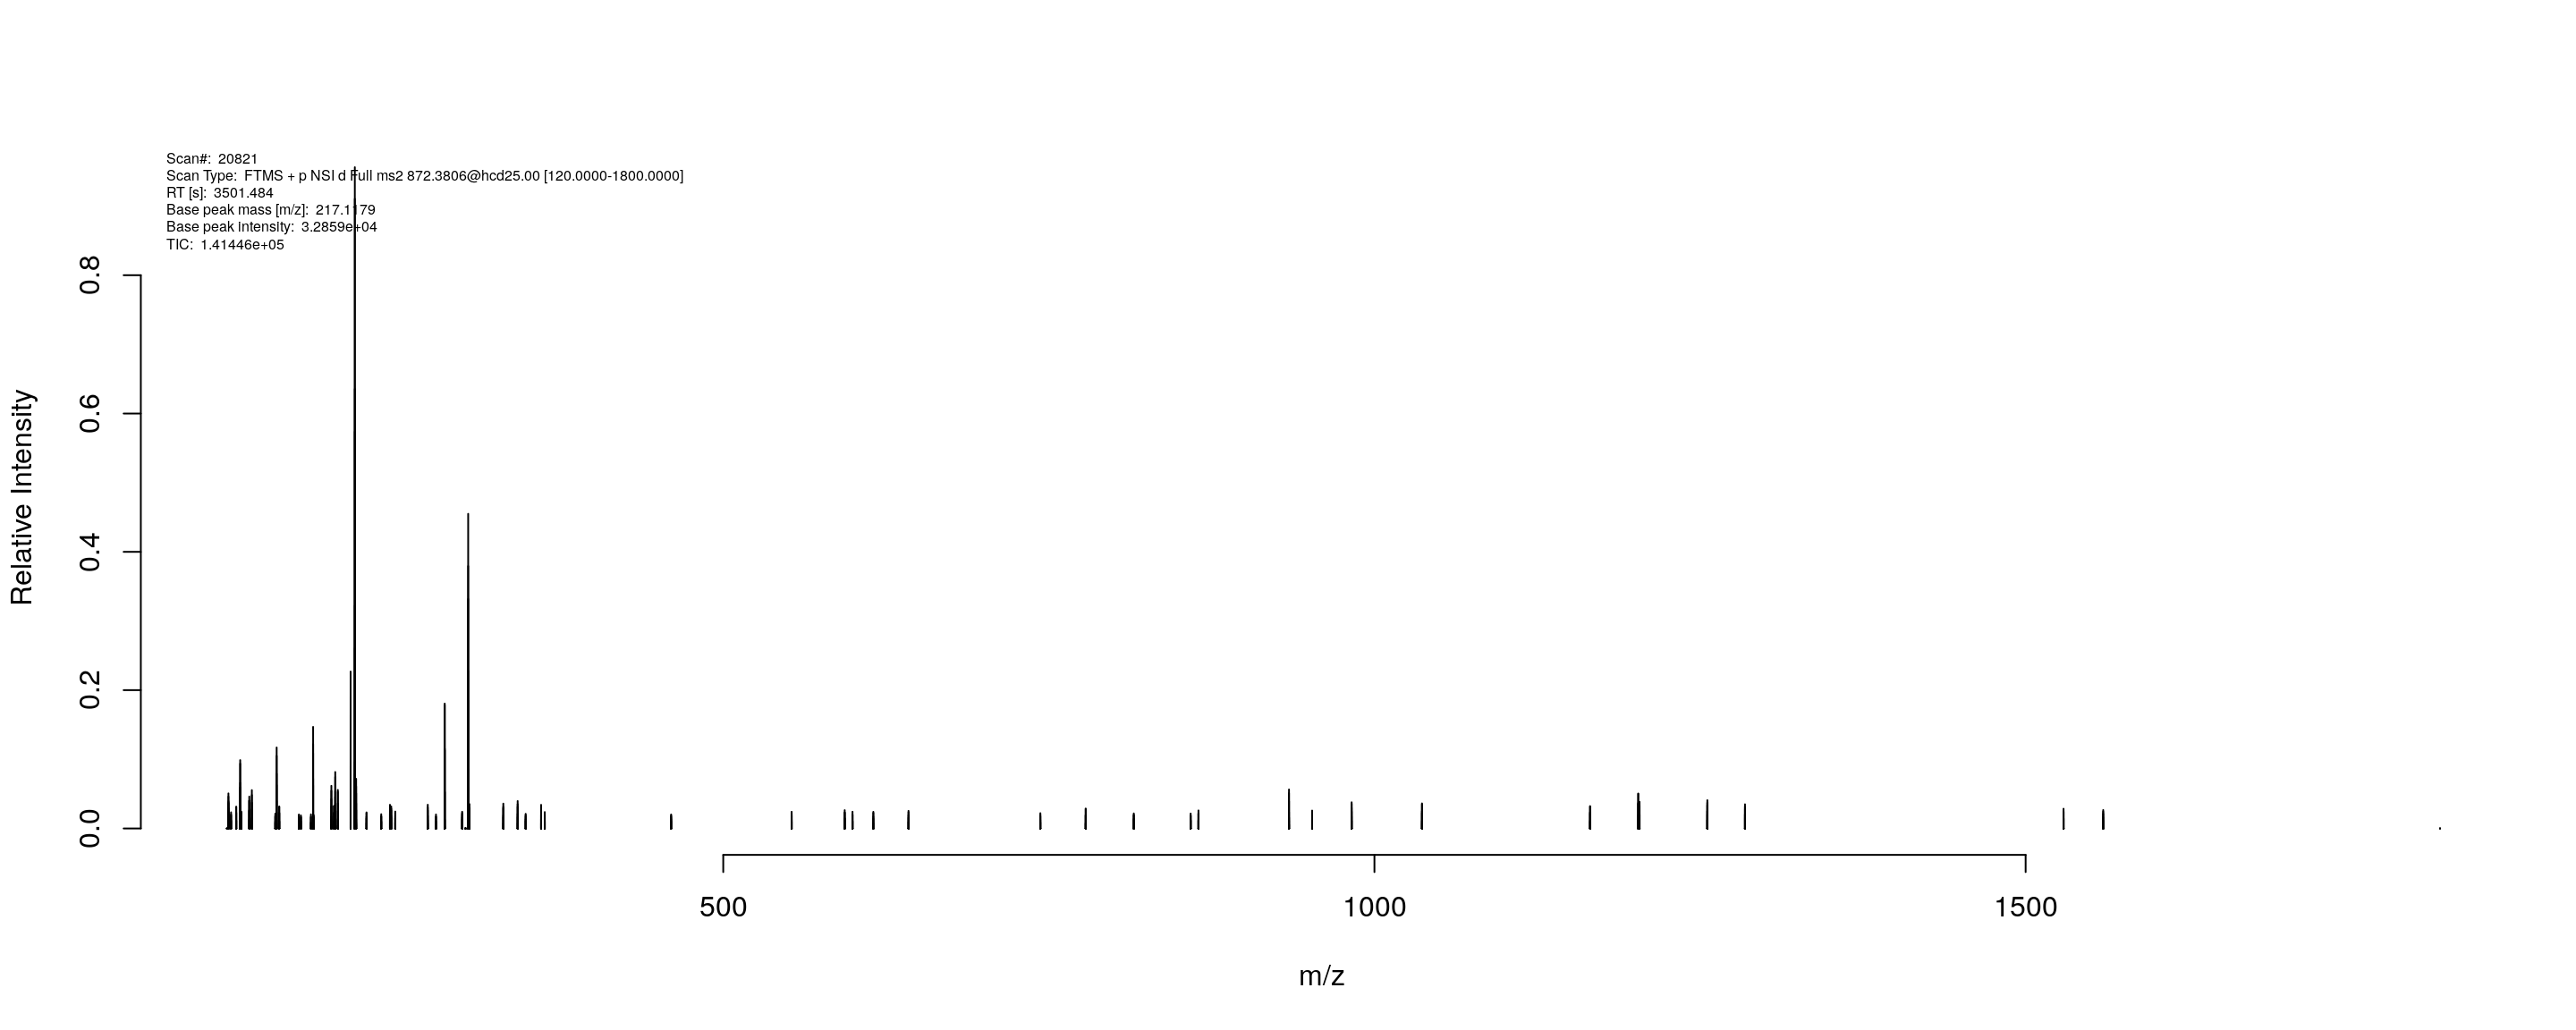 Scan#: 20821
Scan Type: FTMS + p NSI d Full ms2 872.3806@hcd25.00 [120.0000-1800.0000]
RT [s]: 3501.484
Base peak mass [m/z]: 217.1179
Base peak intensity: 3.2859e+04
TIC: 1.41446e+05
0.8
0.6
0.4
0.2
0.0
Relative Intensity
500 1000 1500
m/z